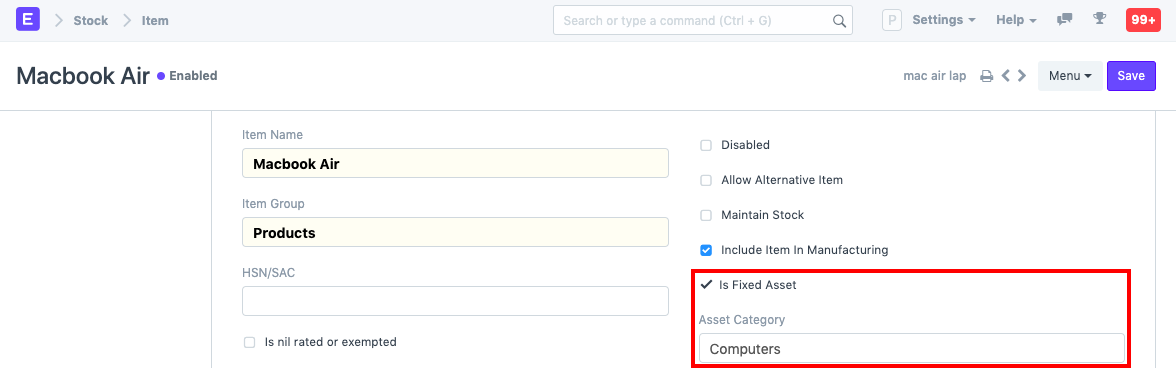 E Stock Item Search or type a command (Ctrl + G) P Settings Help 99+
Macbook Air Enabled mac air lap Menu Save
Item Name
Macbook Air
Item Group
Products
HSN/SAC
Is nil rated or exempted
Disabled
Allow Alternative Item
Maintain Stock
Include Item In Manufacturing
Is Fixed Asset
Asset Category
Computers